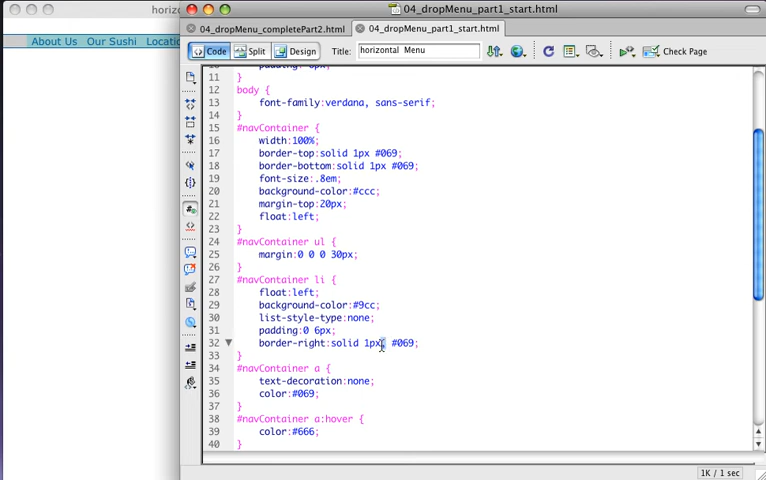 horizo
04_dropMenu_part1_start.html
04_dropMenu_completePart2.html
04_dropMenu_part1_start.html
About Us Our Sushi Locatio
Code Split Design Title: horizontal Menu Check Page
11 }
12 body {
13 font-family:verdana, sans-serif;
14 }
15 #navContainer {
16 width:100%;
17 border-top:solid 1px #069;
18 border-bottom:solid 1px #069;
19 font-size:.8em;
20 background-color:#ccc;
21 margin-top:20px;
22 float:left;
23 }
24 #navContainer ul {
25 margin:0 0 0 30px;
26 }
27 #navContainer li {
28 float:left;
29 background-color:#9cc;
30 list-style-type:none;
31 padding:0 6px;
32 border-right:solid 1px; #069;
33 }
34 #navContainer a {
35 text-decoration:none;
36 color:#069;
37 }
38 #navContainer a:hover {
39 color:#666;
40 }
1K / 1 sec